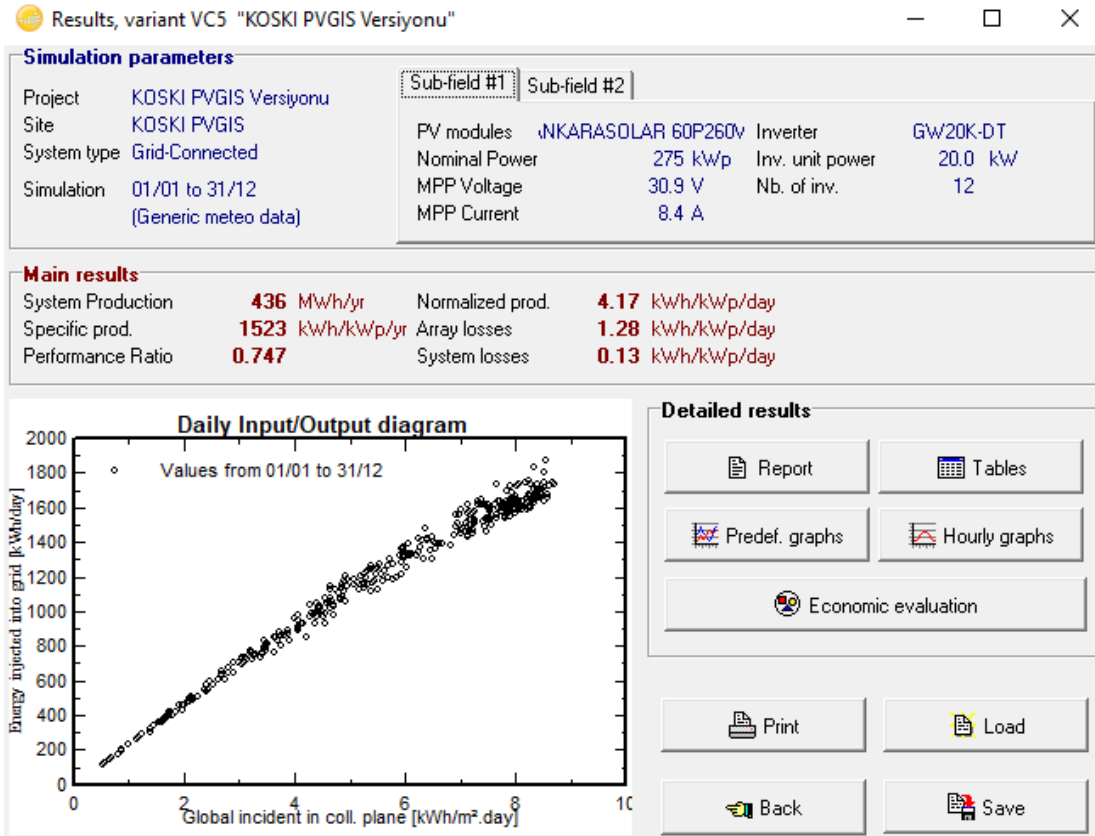 Results, variant VC5 "KOSKI PVGIS Versiyonu"
Simulation parameters
Project KOSKI PVGIS Versiyonu
Site KOSKI PVGIS
System type Grid-Connected
Simulation 01/01 to 31/12
(Generic meteo data)
Sub-field #1 Sub-field #2
PV modules NKARASOLAR 60P260W Inverter GW20K-DT
Nominal Power 275 kWp Inv. unit power 20.0 kW
MPP Voltage 30.9 V Nb. of inv. 12
MPP Current 8.4 A
Main results
System Production 436 MWh/yr Normalized prod. 4.17 kWh/kWp/day
Specific prod. 1523 kWh/kWp/yr Array losses 1.28 kWh/kWp/day
Performance Ratio 0.747 System losses 0.13 kWh/kWp/day
Daily Input/Output diagram
Values from 01/01 to 31/12
Energy injected into grid [kWh/day]
2000
1800
1600
1400
1200
1000
800
600
400
200
0
0 2 4 6 8 10
Global incident in coll. plane [kWh/m².day]
Detailed results
Report Tables
Predef. graphs Hourly graphs
Economic evaluation
Print Load
Back Save